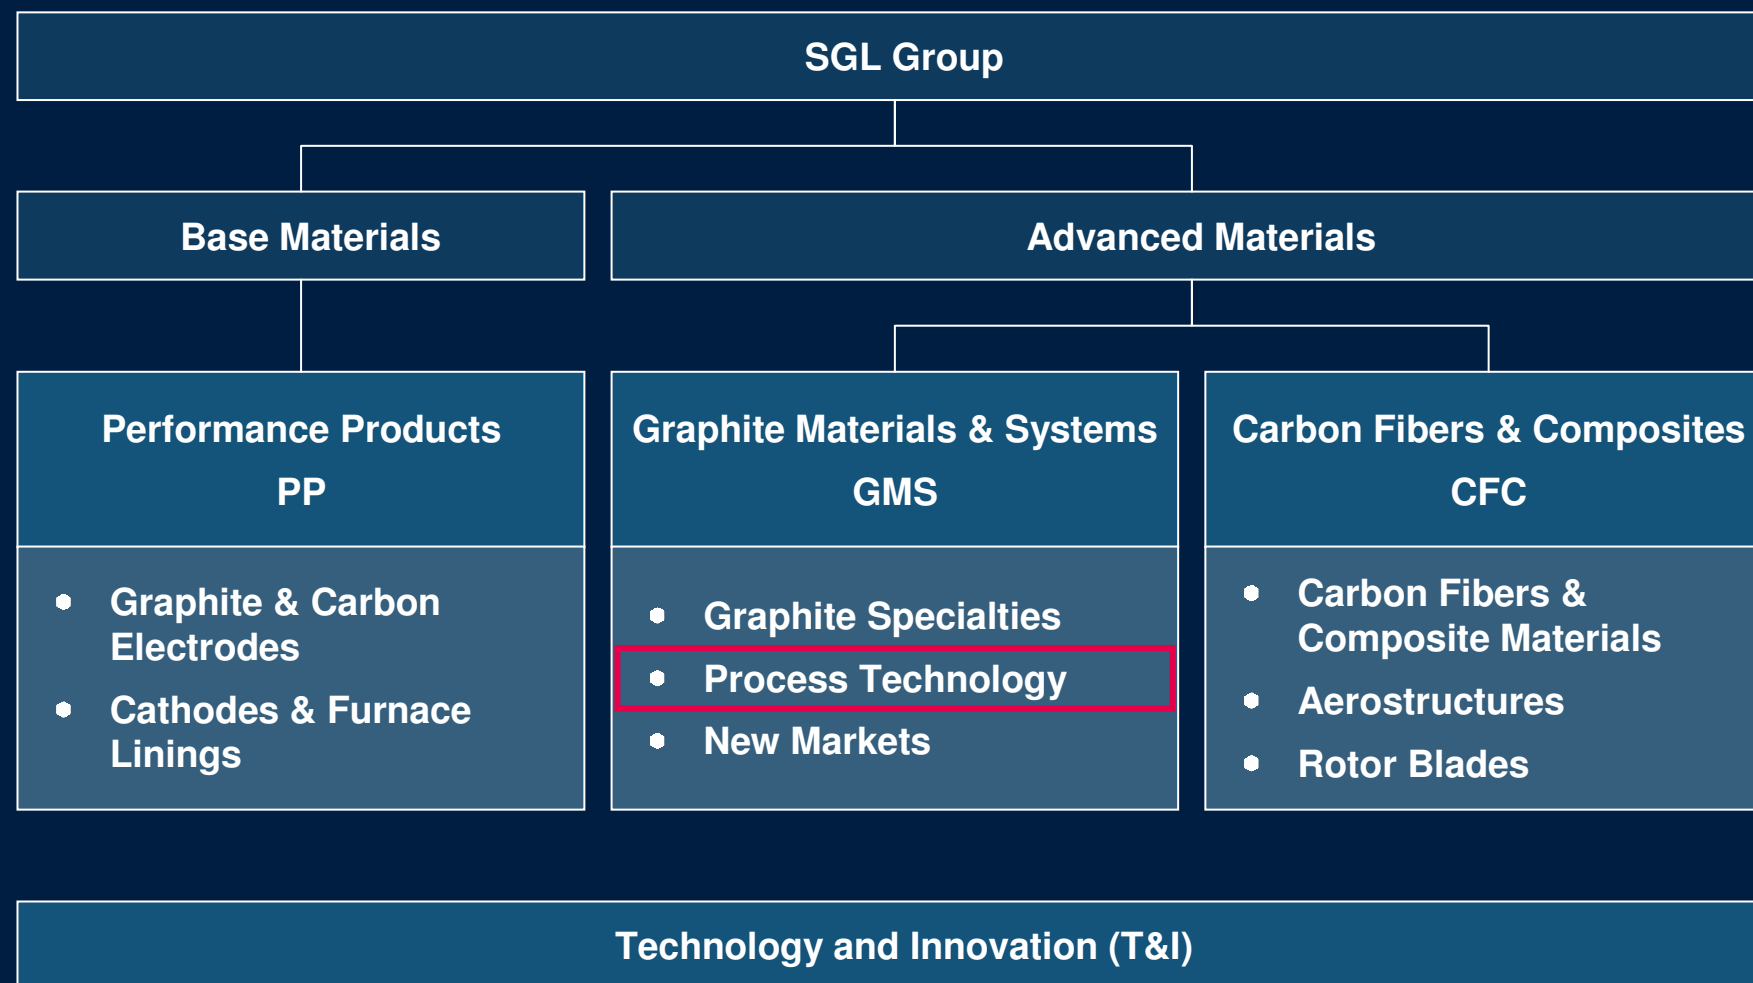 SGL Group
Base Materials
Advanced Materials
Performance Products
PP
Graphite Materials & Systems
GMS
Carbon Fibers & Composites
CFC
• Graphite & Carbon
Electrodes
• Cathodes & Furnace
Linings
• Graphite Specialties
• Process Technology
• New Markets
• Carbon Fibers &
Composite Materials
• Aerostructures
• Rotor Blades
Technology and Innovation (T&I)